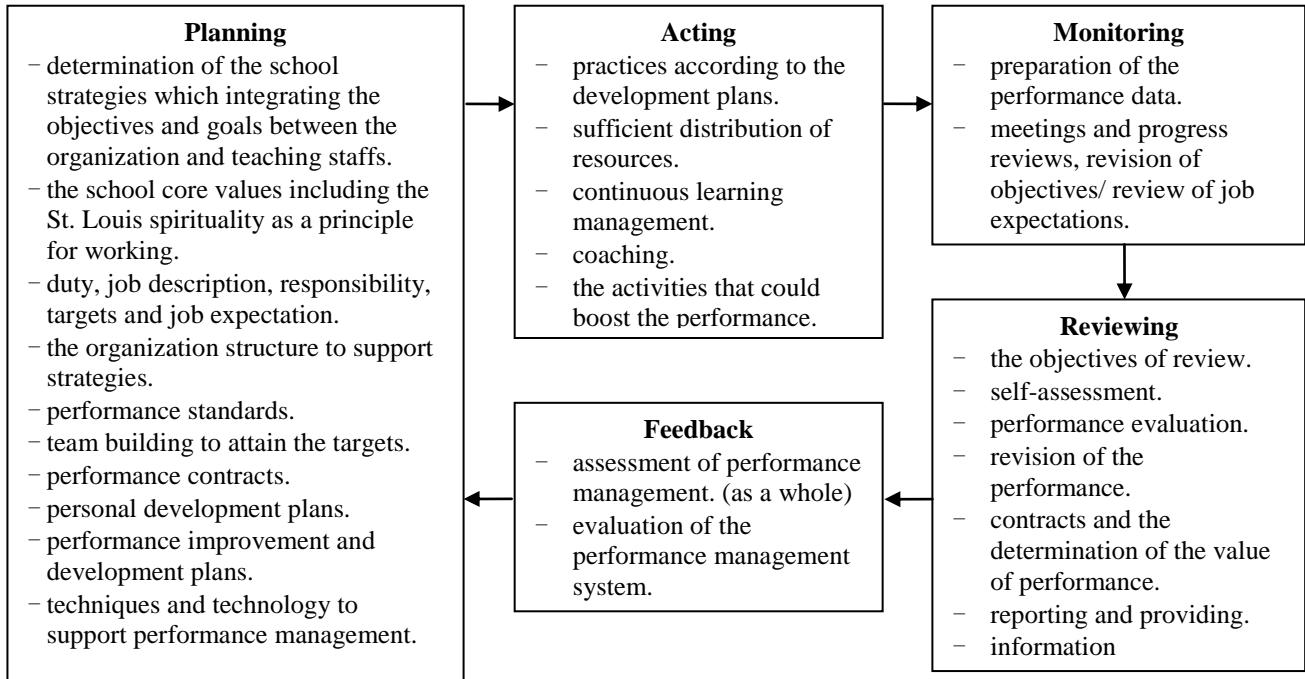 Planning
− determination of the school
strategies which integrating the
objectives and goals between the
organization and teaching staffs.
− the school core values including the
St. Louis spirituality as a principle
for working.
− duty, job description, responsibility,
targets and job expectation.
− the organization structure to support
strategies.
− performance standards.
− team building to attain the targets.
− performance contracts.
− personal development plans.
− performance improvement and
development plans.
− techniques and technology to
support performance management.
Acting
− practices according to the
development plans.
− sufficient distribution of
resources.
− continuous learning
management.
− coaching.
− the activities that could
boost the performance.
Monitoring
− preparation of the
performance data.
− meetings and progress
reviews, revision of
objectives/ review of job
expectations.
Reviewing
− the objectives of review.
− self-assessment.
− performance evaluation.
− revision of the
performance.
− contracts and the
determination of the value
of performance.
− reporting and providing.
− information
Feedback
− assessment of performance
management. (as a whole)
− evaluation of the
performance management
system.